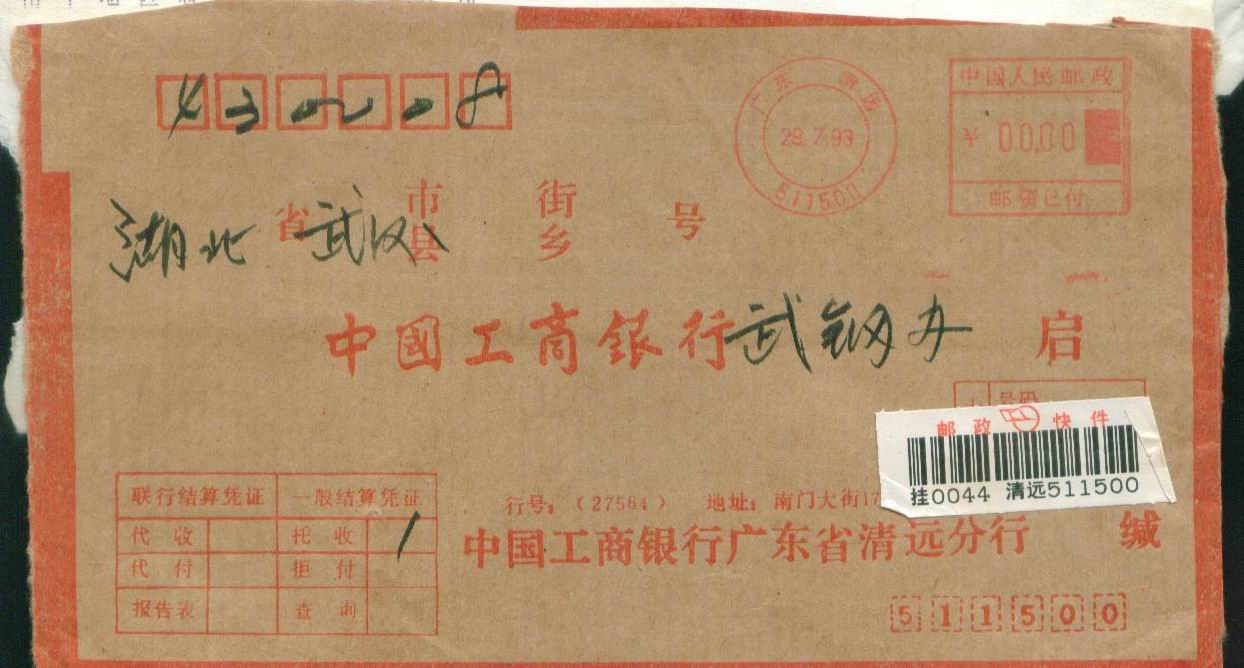 中国人民邮政
广东 清远
28.7.93
511500
¥ 00.00
邮资已付
湖北 省 武汉 市 县 街 乡 号
中國工商银行武钢办 启
号码
邮政 快件
挂0044 清远511500
联行结算凭证 一般结算凭证
代收 托收 1
代付 拒付
报告表 查询
行号：（27564） 地址：南门大街17
中国工商银行广东省清远分行 缄
511500